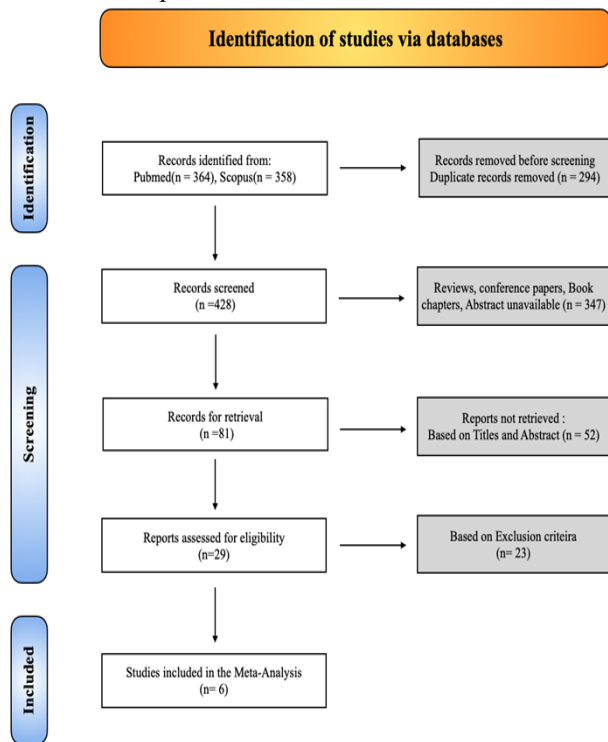 Identification of studies via databases
Identification
Records identified from:
Pubmed(n = 364), Scopus(n = 358)
Records removed before screening
Duplicate records removed (n = 294)
Screening
Records screened
(n =428)
Reviews, conference papers, Book
chapters, Abstract unavailable (n = 347)
Records for retrieval
(n =81)
Reports not retrieved :
Based on Titles and Abstract (n = 52)
Reports assessed for eligibility
(n=29)
Based on Exclusion criteira
(n= 23)
Included
Studies included in the Meta-Analysis
(n= 6)